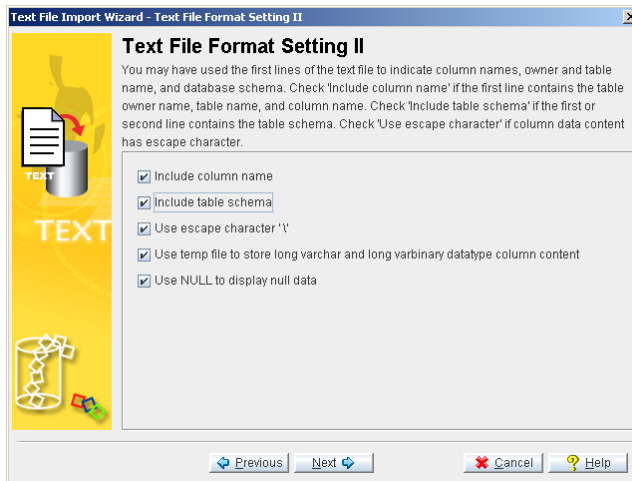 Text File Import Wizard - Text File Format Setting II
Text File Format Setting II
You may have used the first lines of the text file to indicate column names, owner and table
name, and database schema. Check 'Include column name' if the first line contains the table
owner name, table name, and column name. Check 'Include table schema' if the first or
second line contains the table schema. Check 'Use escape character' if column data content
has escape character.
TEXT
TEXT
Include column name
Include table schema
Use escape character '\'
Use temp file to store long varchar and long varbinary datatype column content
Use NULL to display null data
Previous Next Cancel Help